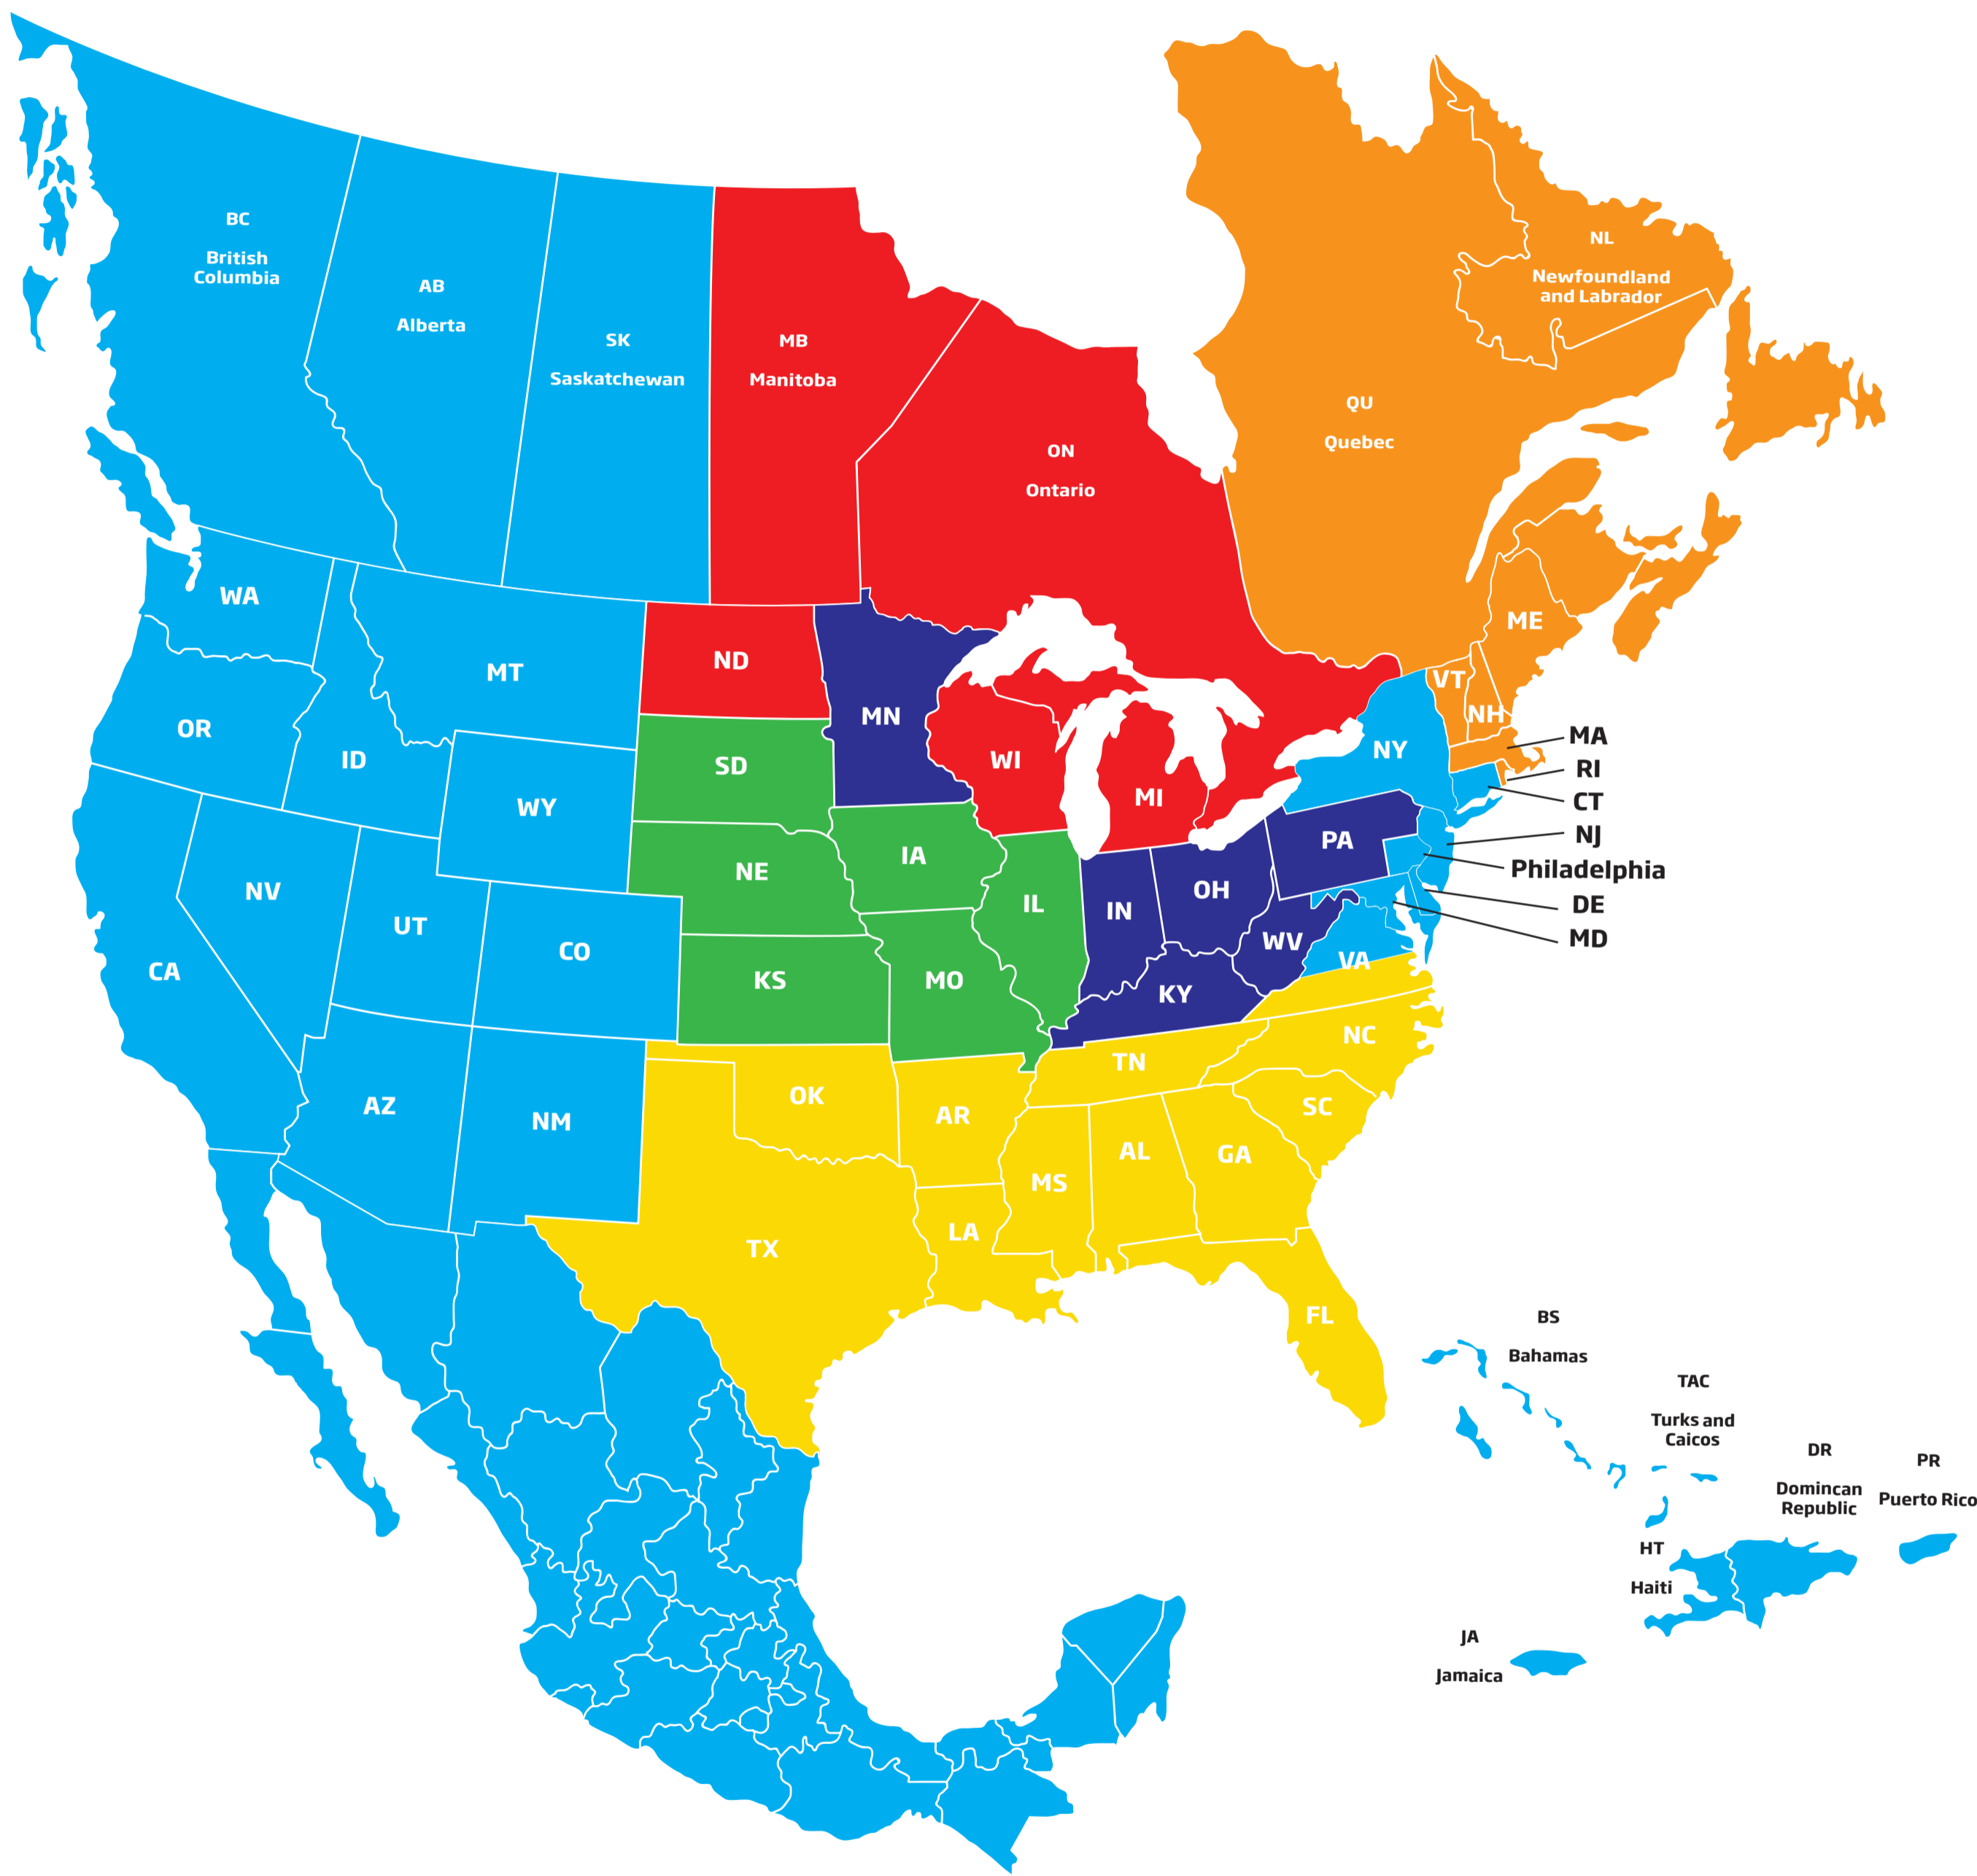 BC
British
Columbia
AB
Alberta
SK
Saskatchewan
MB
Manitoba
ON
Ontario
QU
Quebec
NL
Newfoundland
and Labrador
WA
OR
ID
MT
WY
ND
SD
NE
KS
MN
IA
MO
WI
IL
MI
IN
OH
KY
WV
PA
NY
VT
NH
ME
MA
RI
CT
NJ
Philadelphia
DE
MD
VA
CA
NV
UT
CO
AZ
NM
OK
TX
AR
LA
TN
MS
AL
GA
NC
SC
FL
BS
Bahamas
TAC
Turks and
Caicos
DR
Domincan
Republic
PR
Puerto Rico
HT
Haiti
JA
Jamaica